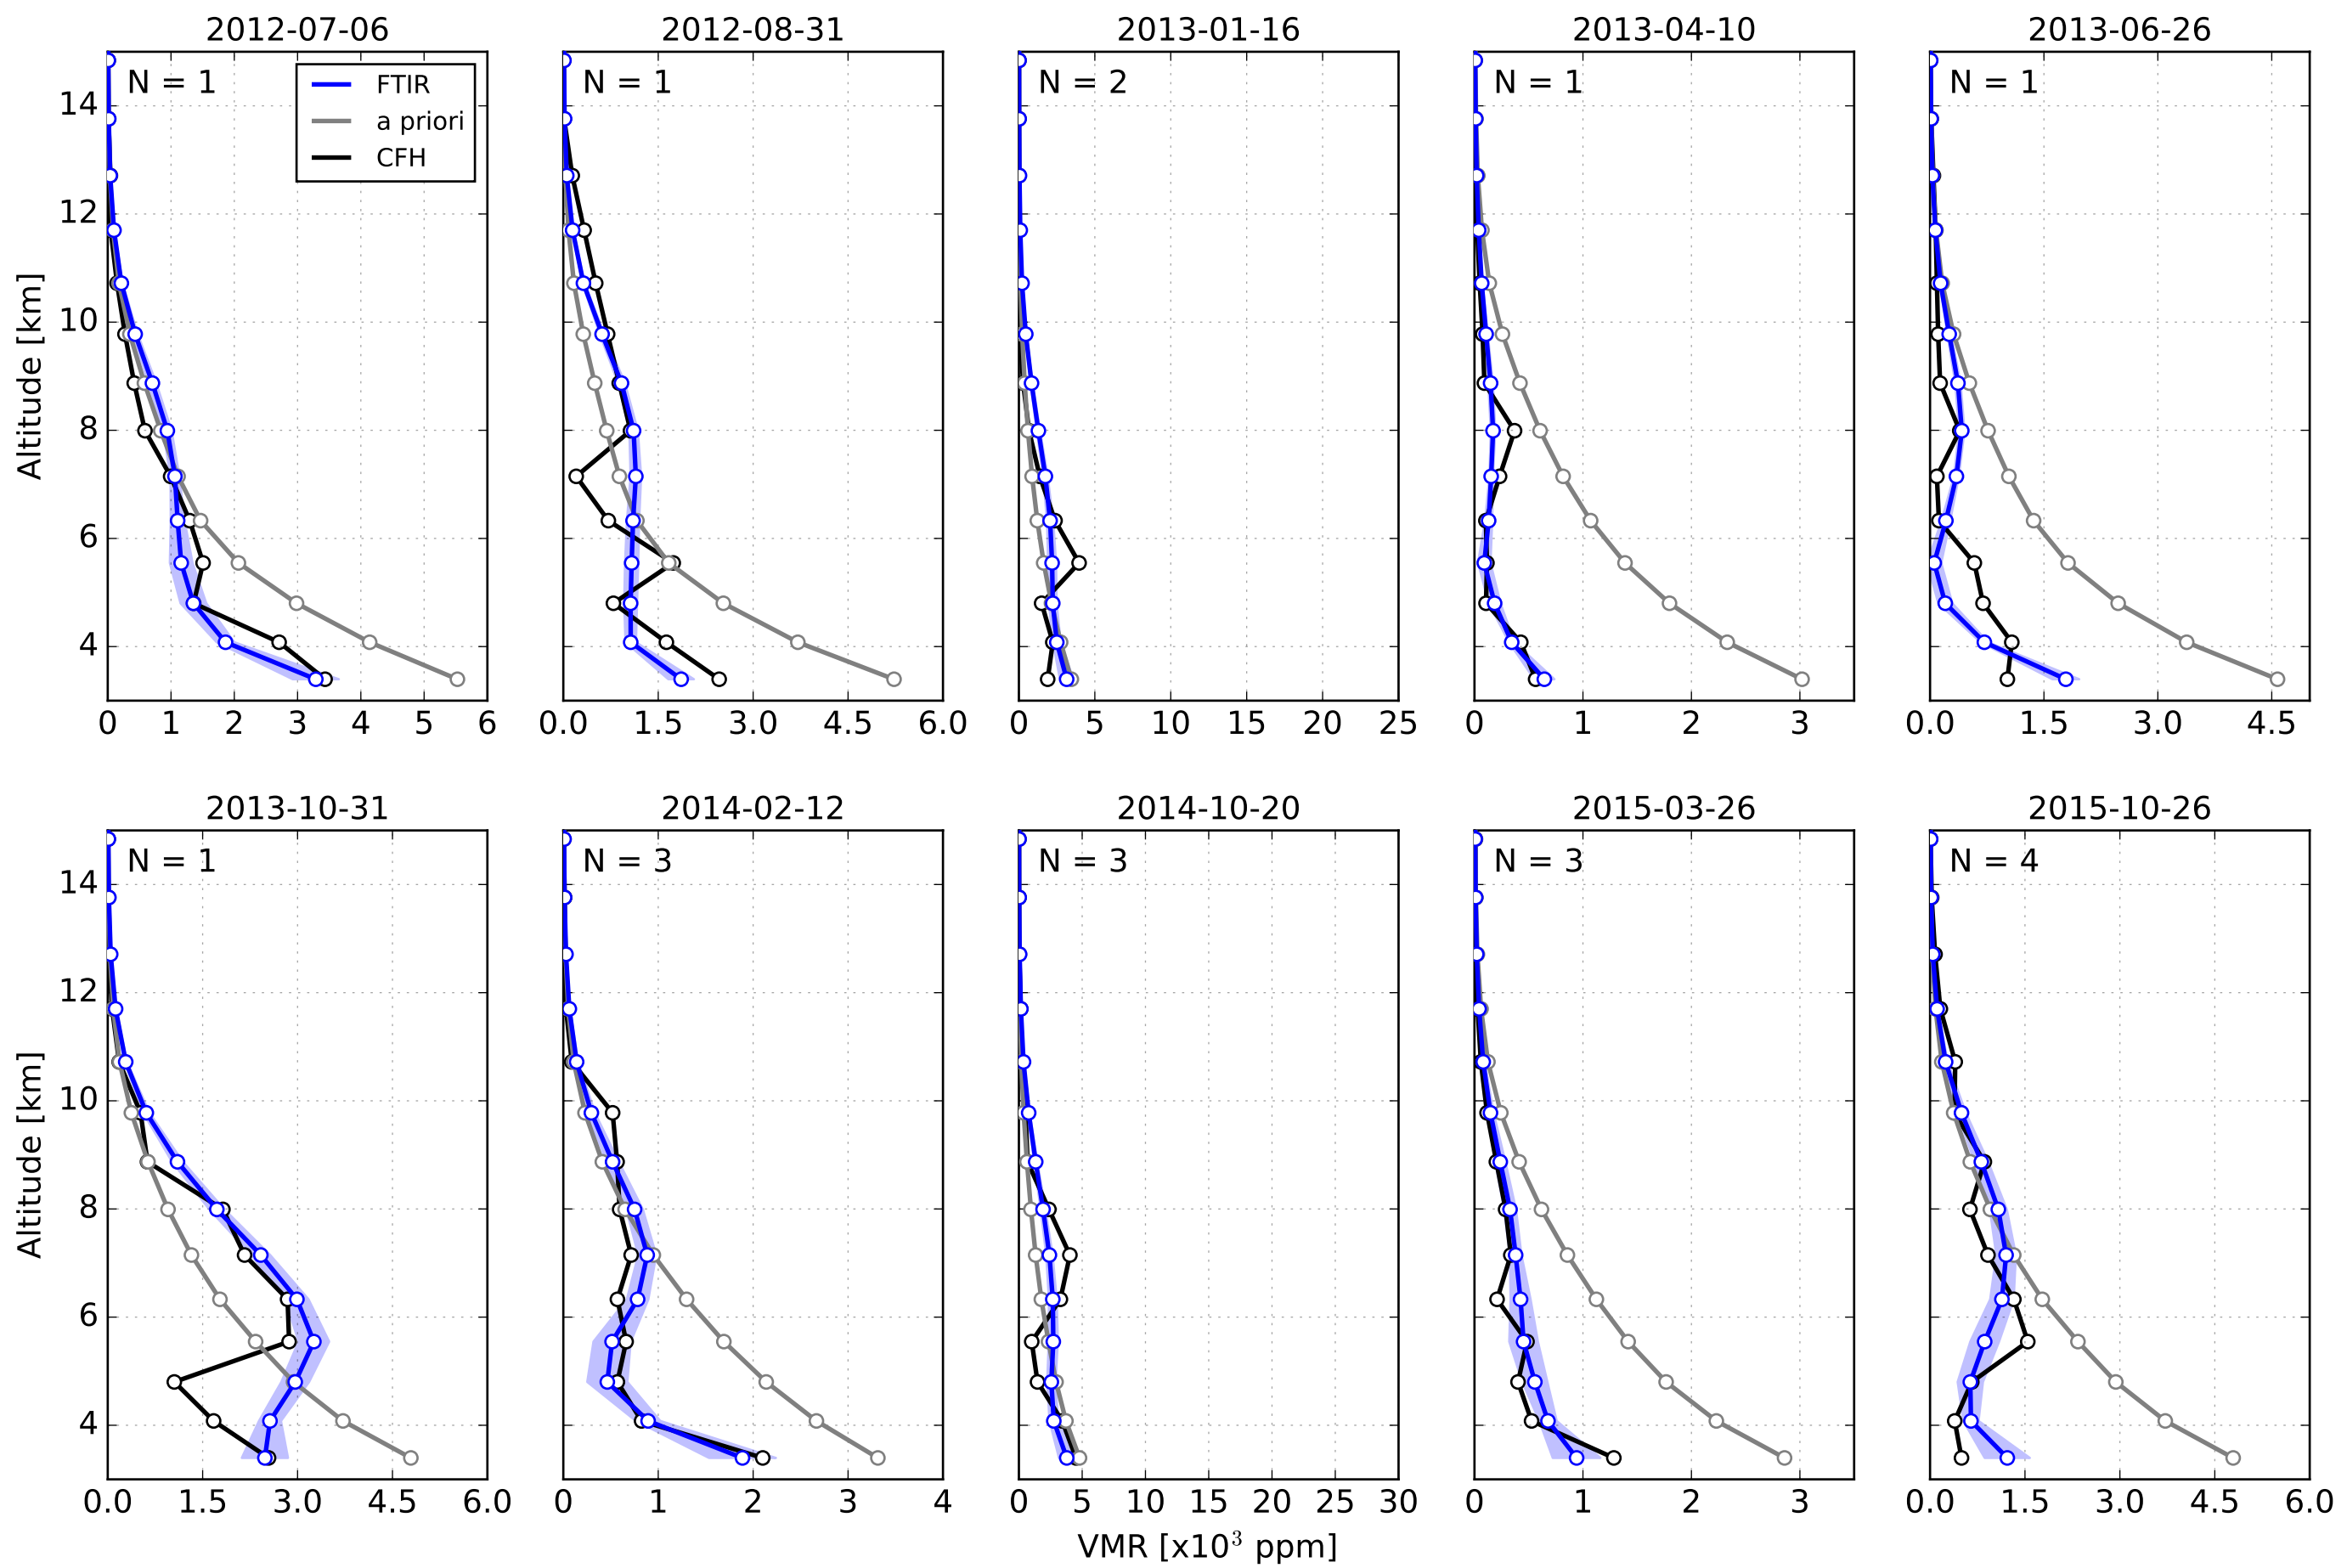 2012-07-06 2012-08-31 2013-01-16 2013-04-10 2013-06-26
N = 1 N = 1 N = 2 N = 1 N = 1
FTIR
a priori
CFH
14
12
10
8
6
4
Altitude [km]
0 1 2 3 4 5 6 0.0 1.5 3.0 4.5 6.0 0 5 10 15 20 25 0 1 2 3 0.0 1.5 3.0 4.5
2013-10-31 2014-02-12 2014-10-20 2015-03-26 2015-10-26
N = 1 N = 3 N = 3 N = 3 N = 4
14
12
10
8
6
4
Altitude [km]
0.0 1.5 3.0 4.5 6.0 0 1 2 3 4 0 5 10 15 20 25 30 0 1 2 3 0.0 1.5 3.0 4.5 6.0
VMR [x10³ ppm]